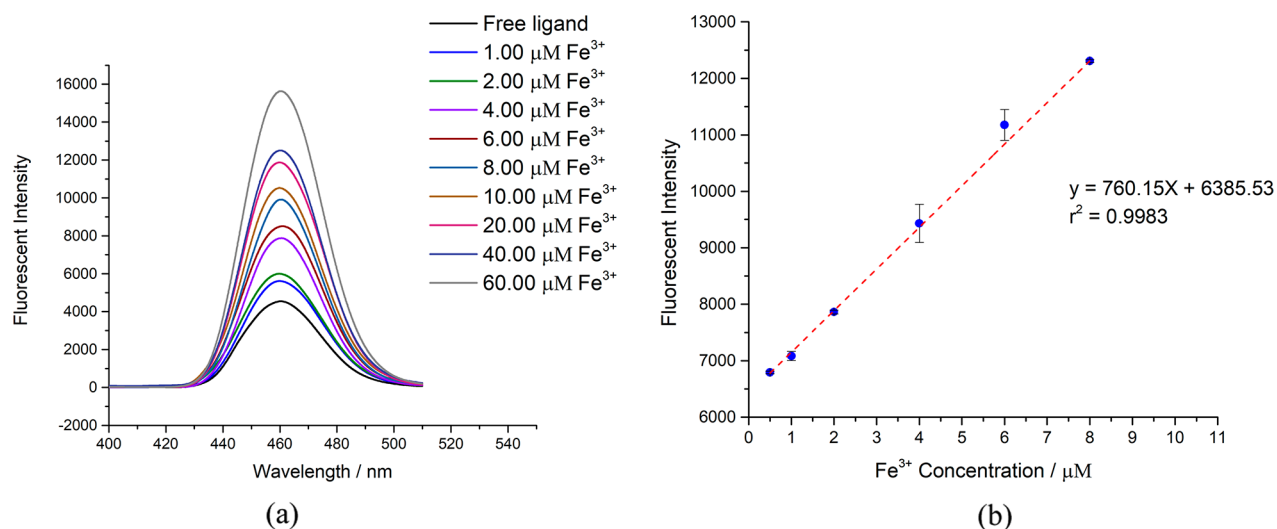 Free ligand
1.00 μM Fe³⁺
2.00 μM Fe³⁺
4.00 μM Fe³⁺
6.00 μM Fe³⁺
8.00 μM Fe³⁺
10.00 μM Fe³⁺
20.00 μM Fe³⁺
40.00 μM Fe³⁺
60.00 μM Fe³⁺
16000
14000
12000
10000
8000
6000
4000
2000
0
-2000
Fluorescent Intensity
400 420 440 460 480 500 520 540
Wavelength / nm
(a)
13000
12000
11000
10000
9000
8000
7000
6000
Fluorescent Intensity
y = 760.15X + 6385.53
r² = 0.9983
0 1 2 3 4 5 6 7 8 9 10 11
Fe³⁺ Concentration / μM
(b)